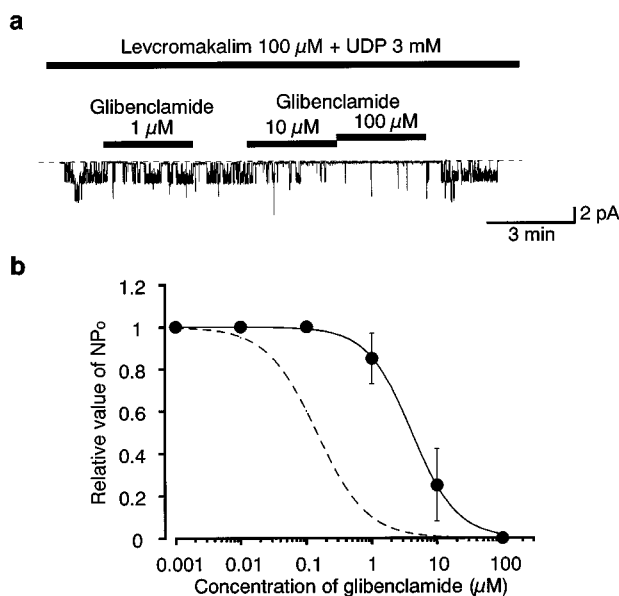 a
Levcromakalim 100 µM + UDP 3 mM
Glibenclamide
1 µM
Glibenclamide
10 µM
100 µM
2 pA
3 min
b
Relative value of NPo
1.2
1
0.8
0.6
0.4
0.2
0
0.001 0.01 0.1 1 10 100
Concentration of glibenclamide (µM)